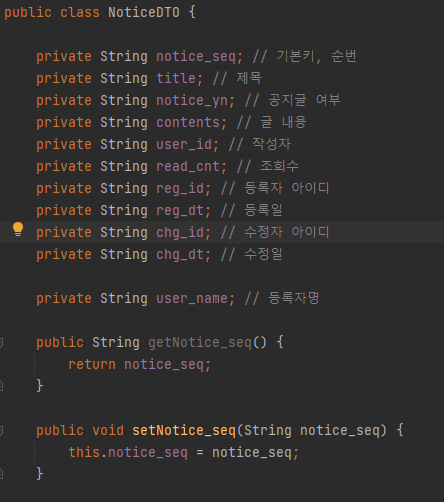 public class NoticeDTO {
private String notice_seq; // 기본키, 순번
private String title; // 제목
private String notice_yn; // 공지글 여부
private String contents; // 글 내용
private String user_id; // 작성자
private String read_cnt; // 조회수
private String reg_id; // 등록자 아이디
private String reg_dt; // 등록일
private String chg_id; // 수정자 아이디
private String chg_dt; // 수정일
private String user_name; // 등록자명
public String getNotice_seq() {
return notice_seq;
}
public void setNotice_seq(String notice_seq) {
this.notice_seq = notice_seq;
}